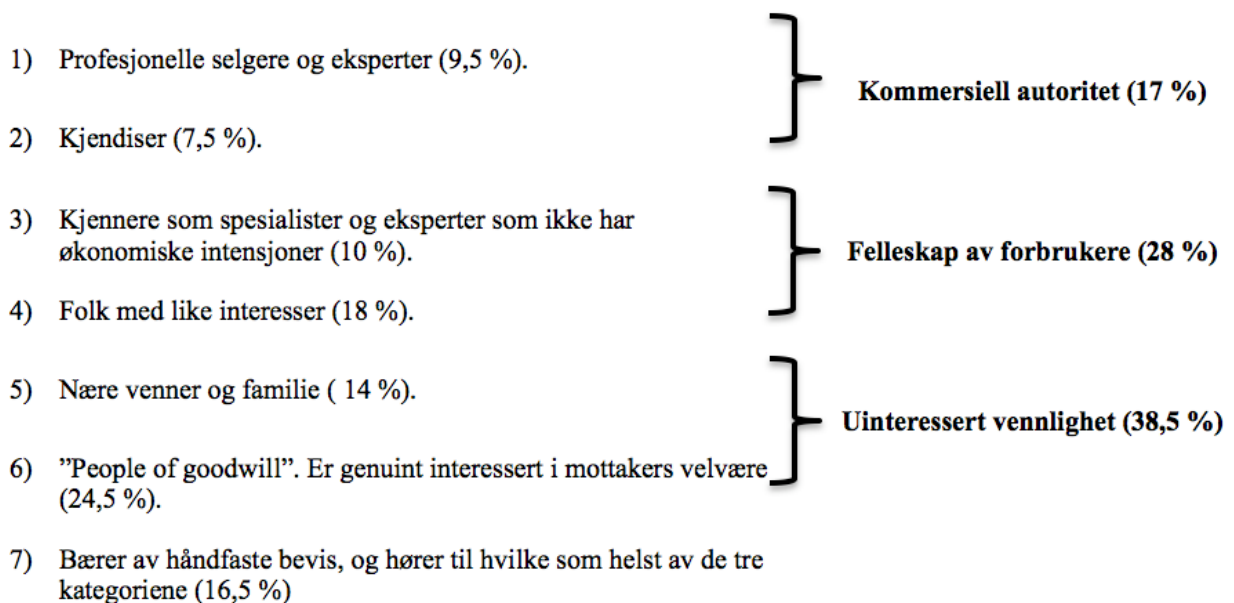 1) Profesjonelle selgere og eksperter (9,5 %).
Kommersiell autoritet (17 %)
2) Kjendiser (7,5 %).
3) Kjennere som spesialister og eksperter som ikke har
økonomiske intensjoner (10 %).
Felleskap av forbrukere (28 %)
4) Folk med like interesser (18 %).
5) Nære venner og familie ( 14 %).
Uinteressert vennlighet (38,5 %)
6) ”People of goodwill”. Er genuint interessert i mottakers velvære
(24,5 %).
7) Bærer av håndfaste bevis, og hører til hvilke som helst av de tre
kategoriene (16,5 %)